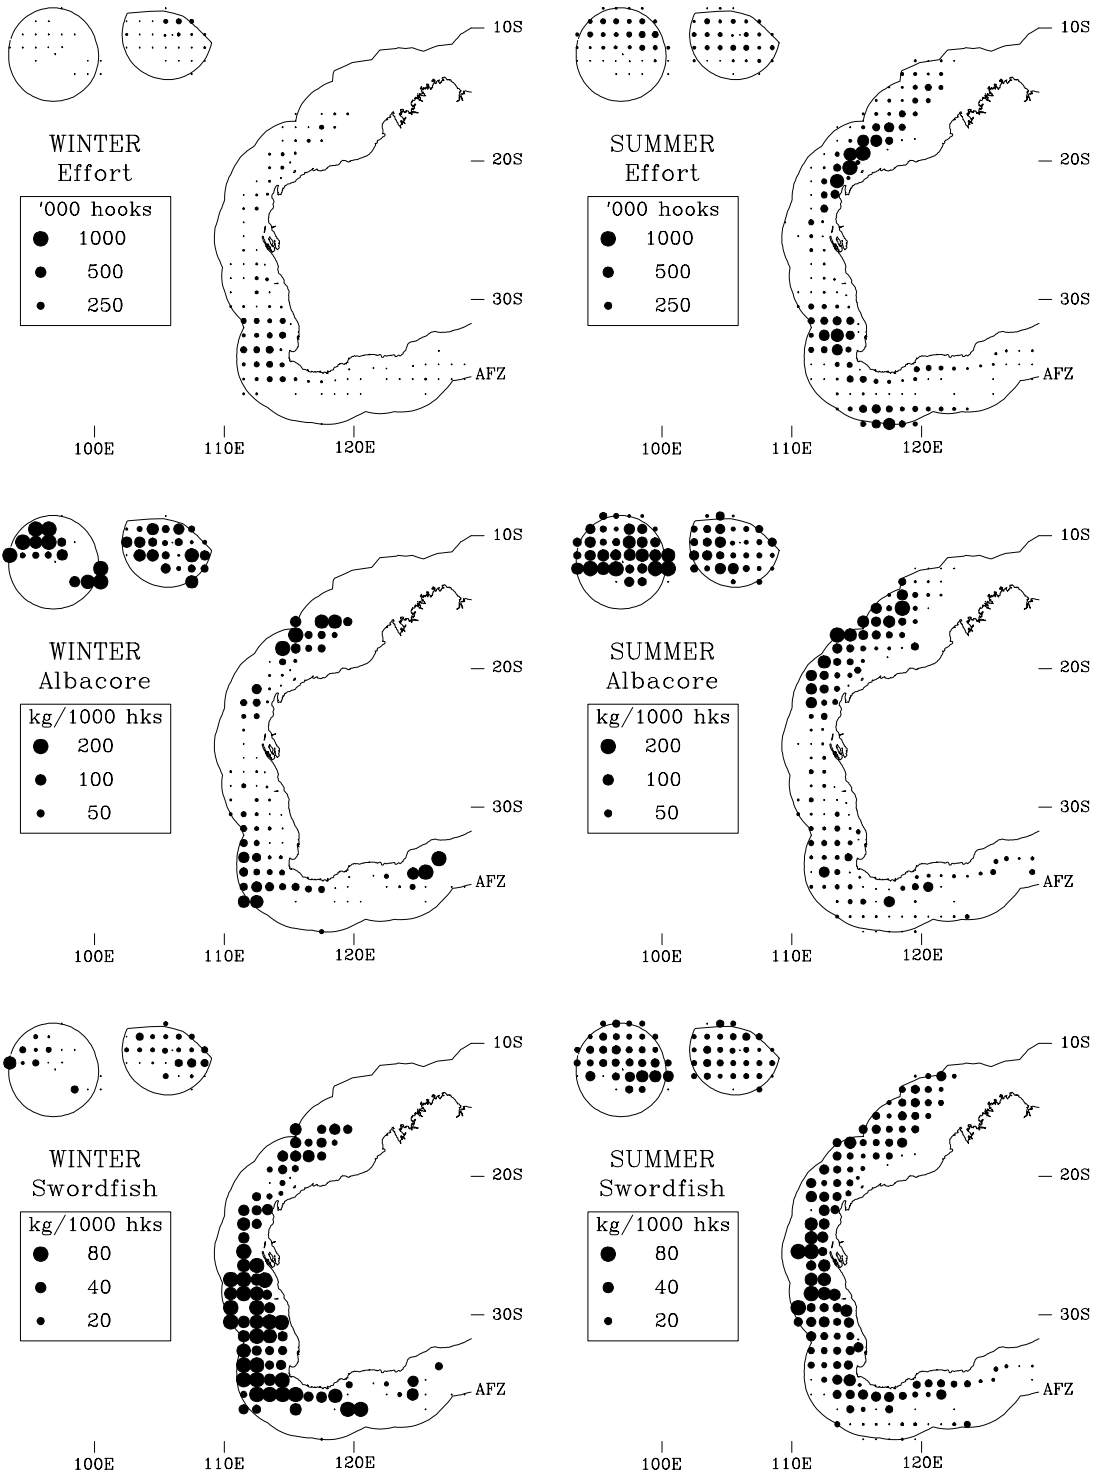 10S
WINTER
Effort
'000 hooks
1000
500
250
20S
30S
AFZ
100E
110E
120E
10S
SUMMER
Effort
'000 hooks
1000
500
250
20S
30S
AFZ
100E
110E
120E
10S
WINTER
Albacore
kg/1000 hks
200
100
50
20S
30S
AFZ
100E
110E
120E
10S
SUMMER
Albacore
kg/1000 hks
200
100
50
20S
30S
AFZ
100E
110E
120E
10S
WINTER
Swordfish
kg/1000 hks
80
40
20
20S
30S
AFZ
100E
110E
120E
10S
SUMMER
Swordfish
kg/1000 hks
80
40
20
20S
30S
AFZ
100E
110E
120E